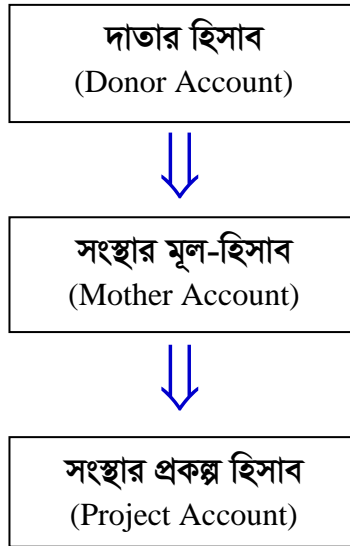 দাতার হিসাব
(Donor Account)
সংস্থার মূল-হিসাব
(Mother Account)
সংস্থার প্রকল্প হিসাব
(Project Account)